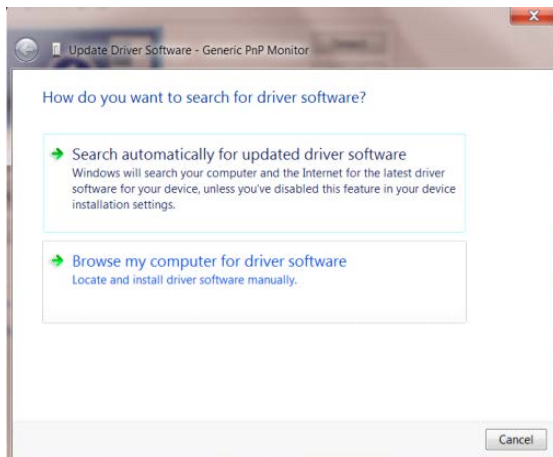 Update Driver Software - Generic PnP Monitor
How do you want to search for driver software?
Search automatically for updated driver software
Windows will search your computer and the Internet for the latest driver
software for your device, unless you've disabled this feature in your device
installation settings.
Browse my computer for driver software
Locate and install driver software manually.
Cancel